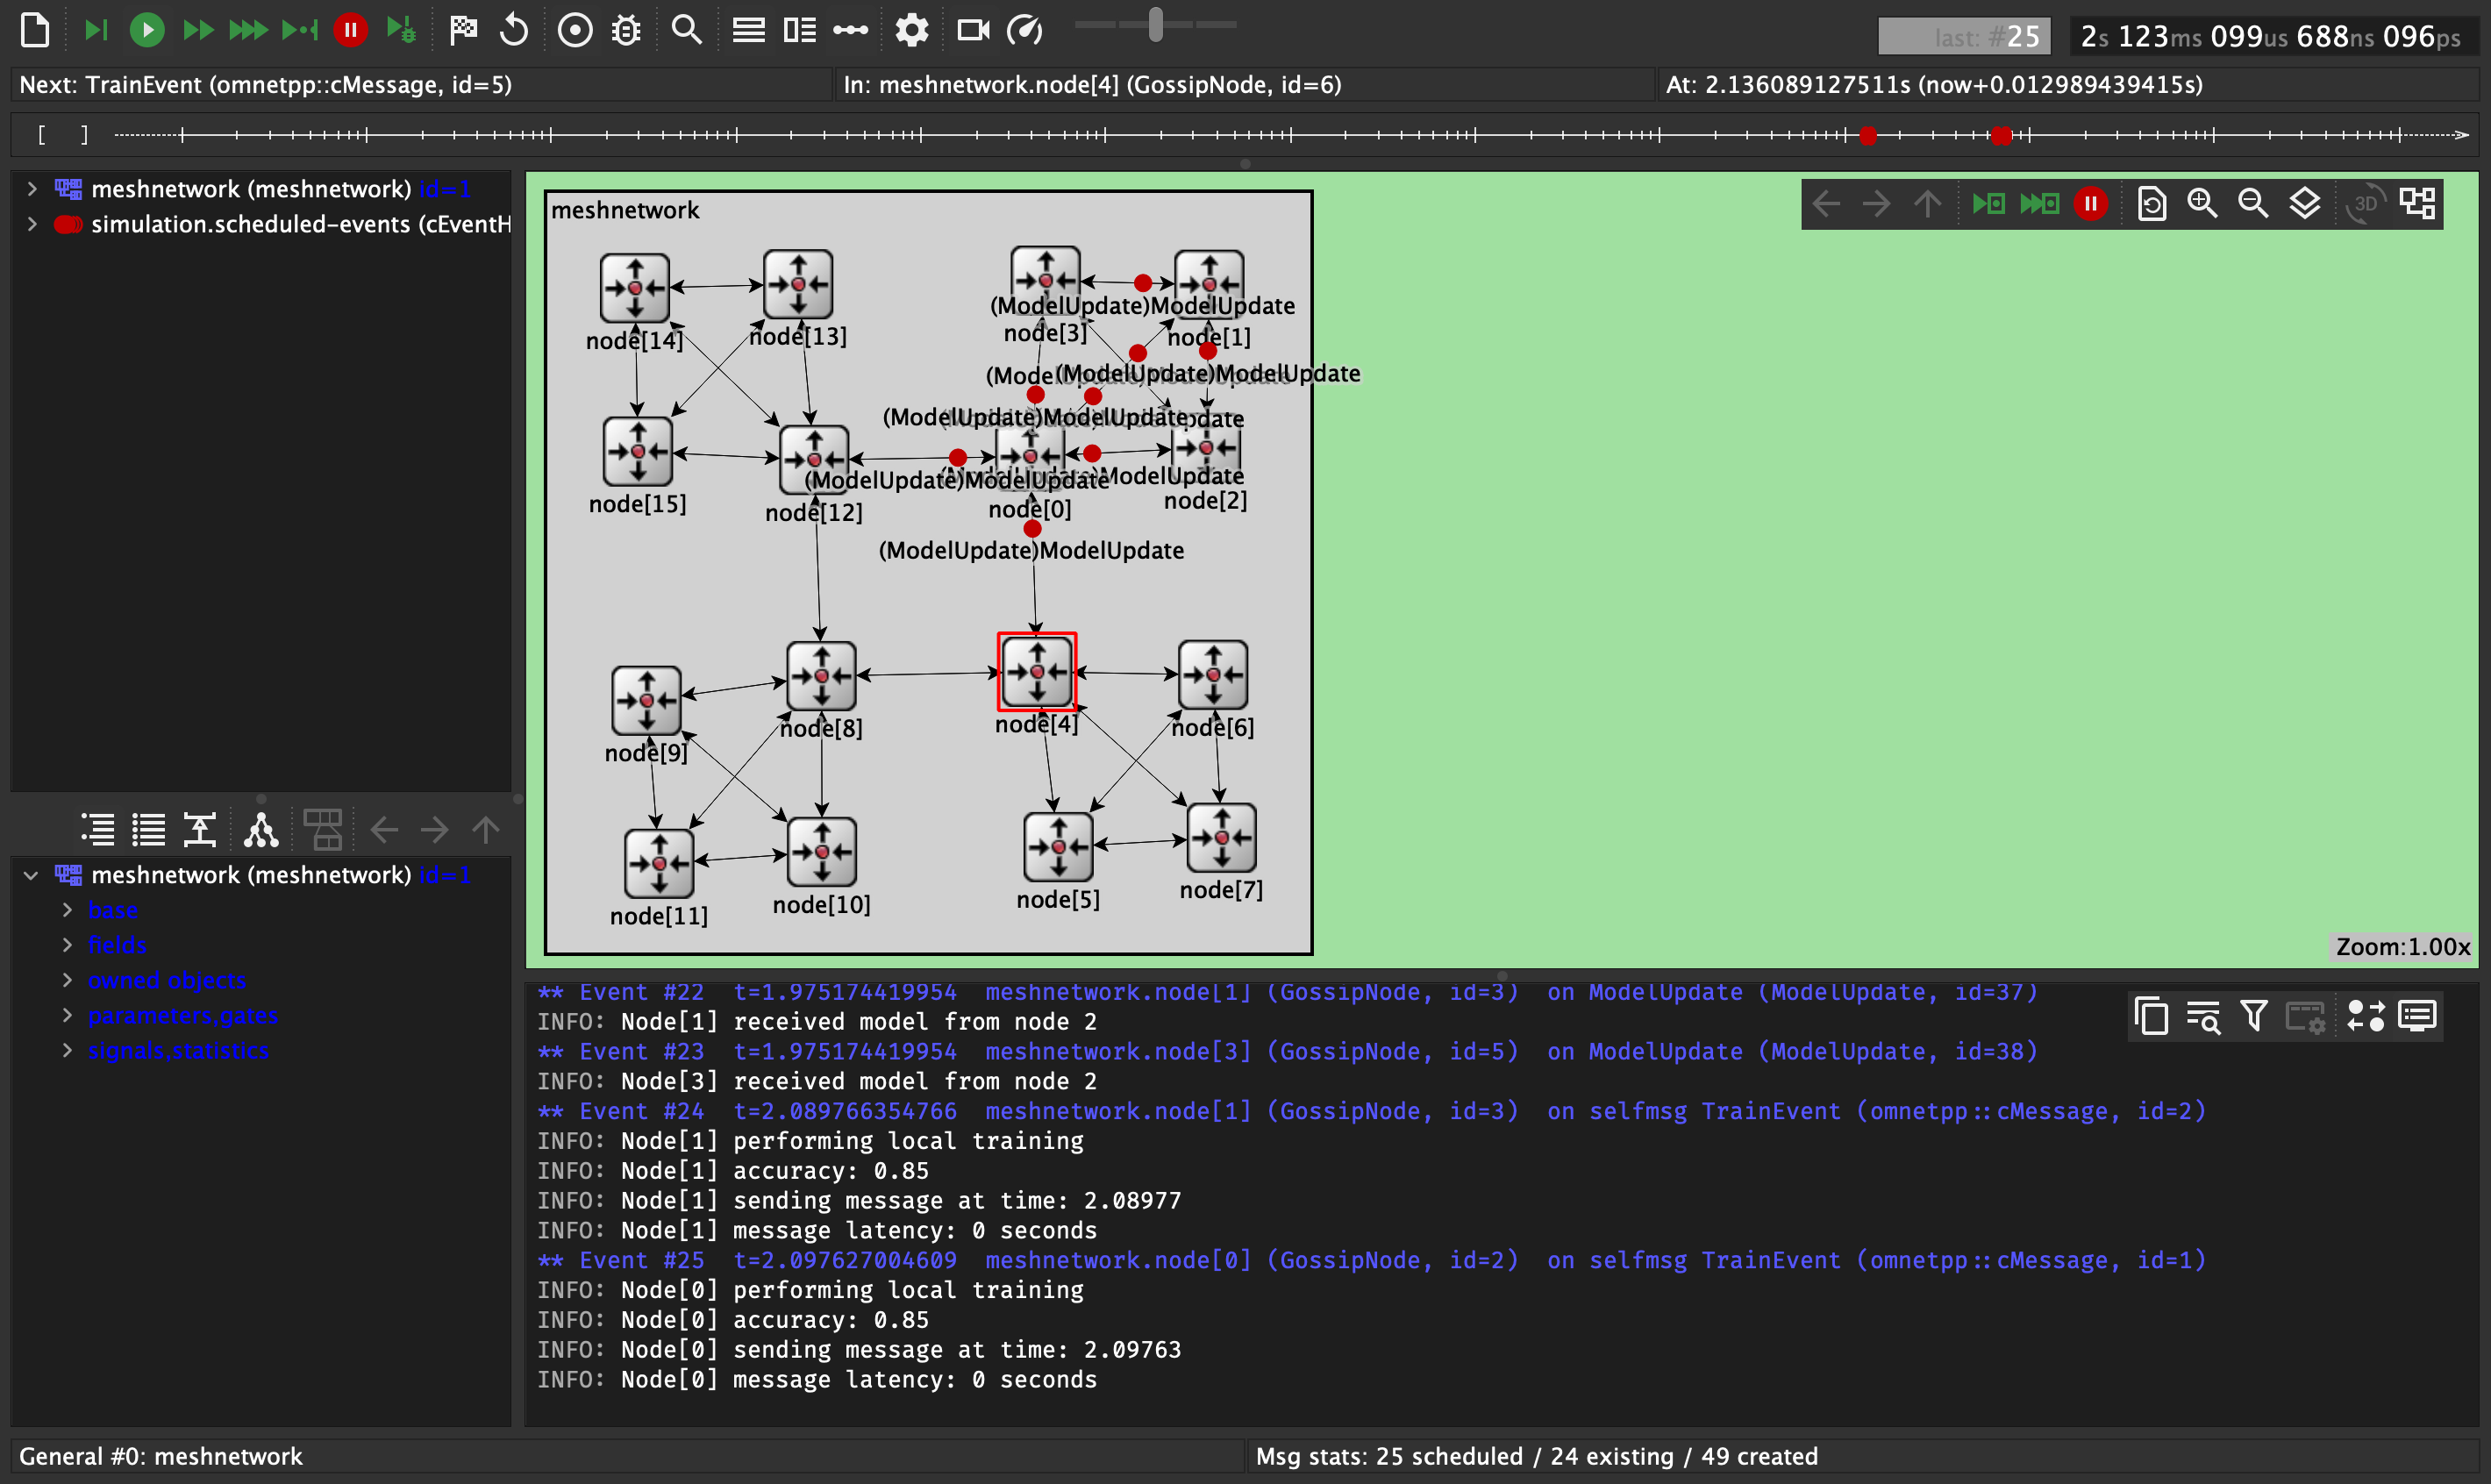 last: #25
2s 123ms 099us 688ns 096ps
Next: TrainEvent (omnetpp::cMessage, id=5)
In: meshnetwork.node[4] (GossipNode, id=6)
At: 2.136089127511s (now+0.012989439415s)
[ ]
meshnetwork (meshnetwork) id=1
simulation.scheduled-events (cEventH
3D
meshnetwork
node[14]
node[13]
(ModelUpdate)ModelUpdate
node[3]
node[1]
(ModelUpdate)ModelUpdate
(ModelUpdate)ModelUpdate
node[15]
node[12]
(ModelUpdate)ModelUpdate
node[0]
node[2]
(ModelUpdate)ModelUpdate
node[9]
node[8]
node[4]
node[6]
node[11]
node[10]
node[5]
node[7]
Zoom:1.00x
meshnetwork (meshnetwork) id=1
base
fields
owned objects
parameters,gates
signals,statistics
** Event #22 t=1.975174419954 meshnetwork.node[1] (GossipNode, id=3) on ModelUpdate (ModelUpdate, id=37)
INFO: Node[1] received model from node 2
** Event #23 t=1.975174419954 meshnetwork.node[3] (GossipNode, id=5) on ModelUpdate (ModelUpdate, id=38)
INFO: Node[3] received model from node 2
** Event #24 t=2.089766354766 meshnetwork.node[1] (GossipNode, id=3) on selfmsg TrainEvent (omnetpp::cMessage, id=2)
INFO: Node[1] performing local training
INFO: Node[1] accuracy: 0.85
INFO: Node[1] sending message at time: 2.08977
INFO: Node[1] message latency: 0 seconds
** Event #25 t=2.097627004609 meshnetwork.node[0] (GossipNode, id=2) on selfmsg TrainEvent (omnetpp::cMessage, id=1)
INFO: Node[0] performing local training
INFO: Node[0] accuracy: 0.85
INFO: Node[0] sending message at time: 2.09763
INFO: Node[0] message latency: 0 seconds
General #0: meshnetwork
Msg stats: 25 scheduled / 24 existing / 49 created